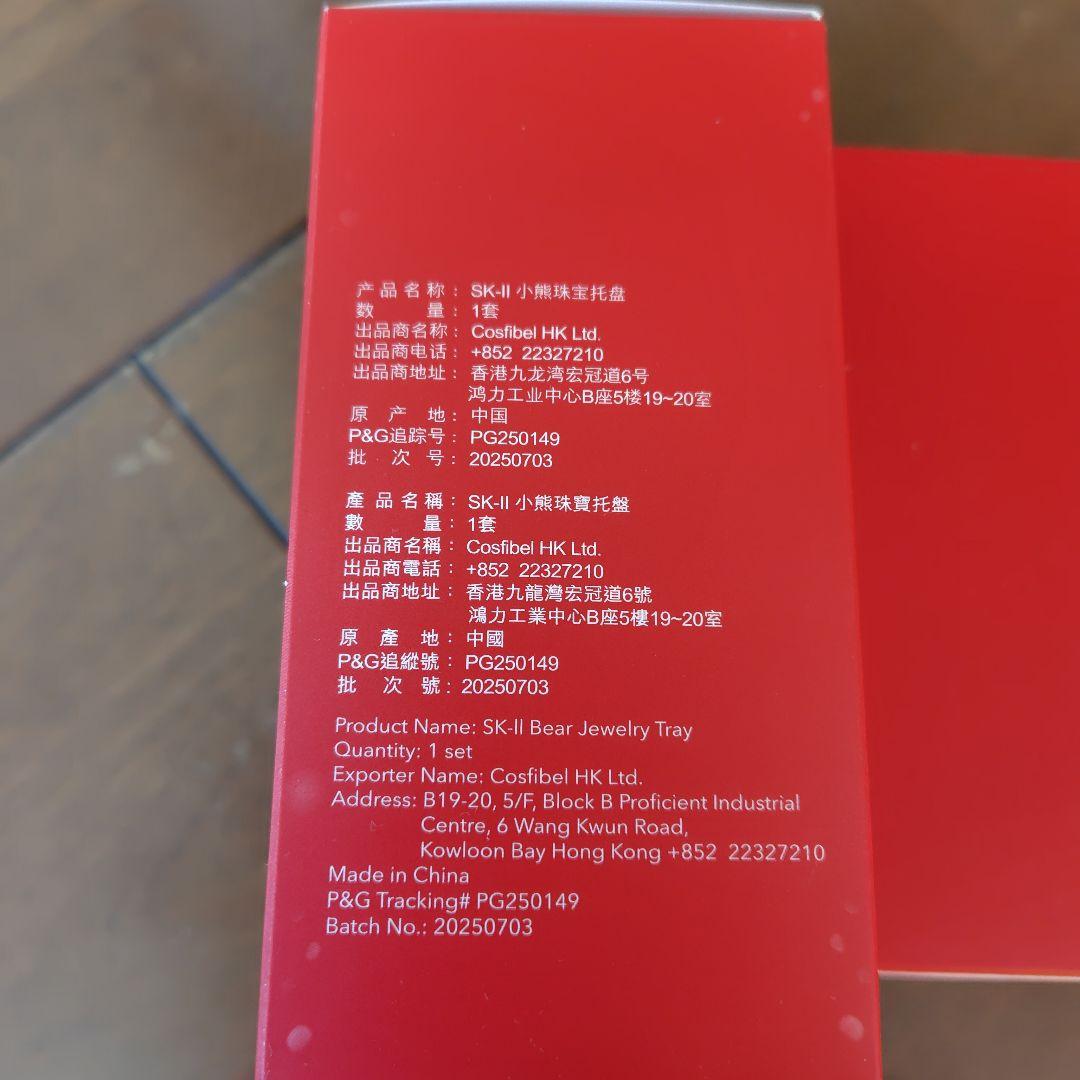 产品名称：SK-II 小熊珠宝托盘
数量：1套
出品商名称：Cosfibel HK Ltd.
出品商电话：+852 22327210
出品商地址：香港九龙湾宏冠道6号
鸿力工业中心B座5楼19~20室
原产地：中国
P&G追踪号：PG250149
批次号：20250703
產品名稱：SK-II 小熊珠寶托盤
數量：1套
出品商名稱：Cosfibel HK Ltd.
出品商電話：+852 22327210
出品商地址：香港九龍灣宏冠道6號
鴻力工業中心B座5樓19~20室
原產地：中國
P&G追縱號：PG250149
批次號：20250703
Product Name: SK-II Bear Jewelry Tray
Quantity: 1 set
Exporter Name: Cosfibel HK Ltd.
Address: B19-20, 5/F, Block B Proficient Industrial
Centre, 6 Wang Kwun Road,
Kowloon Bay Hong Kong +852 22327210
Made in China
P&G Tracking# PG250149
Batch No.: 20250703